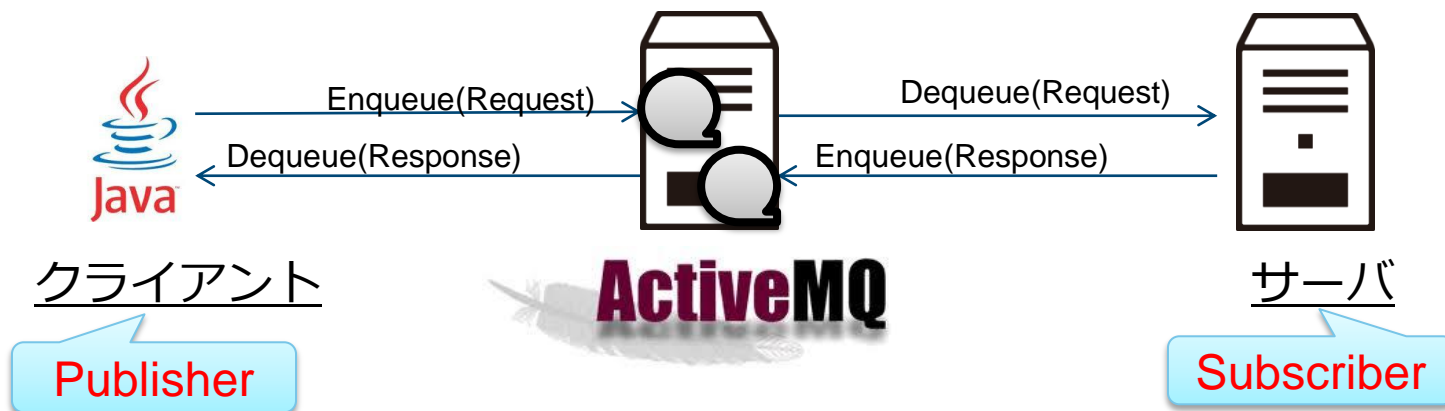 Enqueue(Request)
Dequeue(Request)
Dequeue(Response)
Enqueue(Response)
Java
クライアント
ActiveMQ
サーバ
Publisher
Subscriber